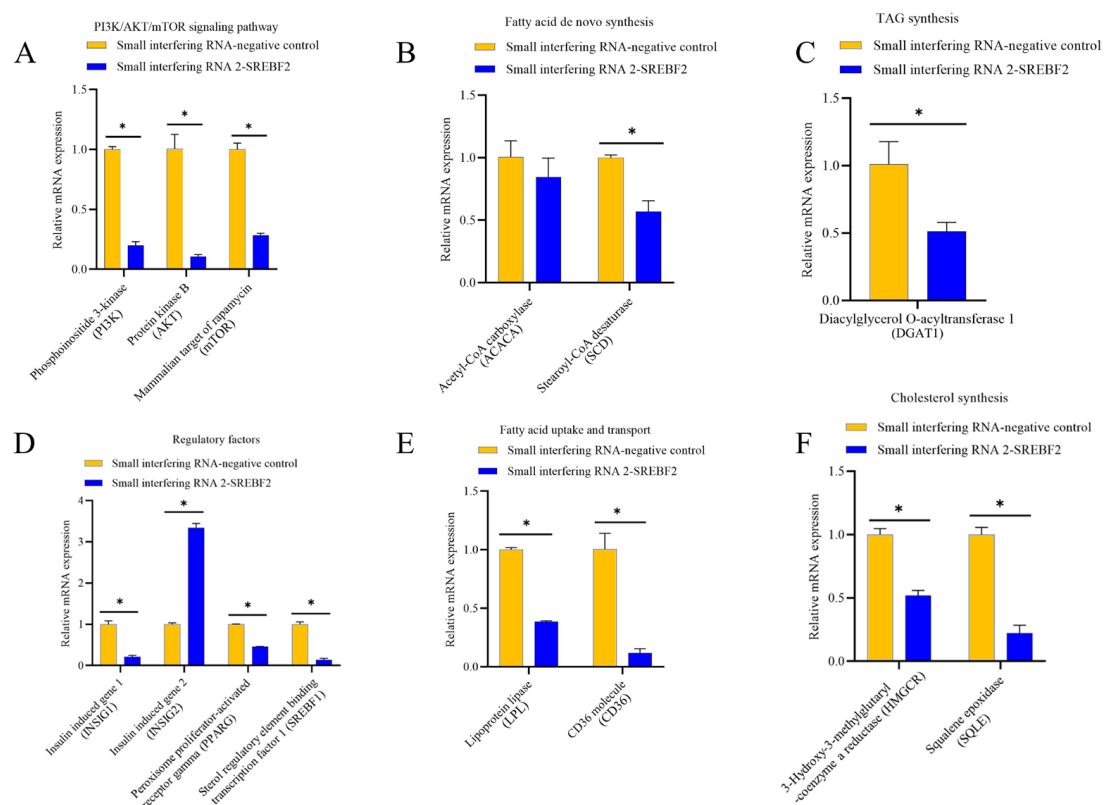 A
PI3K/AKT/mTOR signaling pathway
Small interfering RNA-negative control
Small interfering RNA 2-SREBF2
Relative mRNA expression
1.5
1.0
0.5
0.0
*
*
*
Phosphoinositide 3-kinase
(PI3K)
Protein kinase B
(AKT)
Mammalian target of rapamycin
(mTOR)
B
Fatty acid de novo synthesis
Small interfering RNA-negative control
Small interfering RNA 2-SREBF2
Relative mRNA expression
1.5
1.0
0.5
0.0
*
Acetyl-CoA carboxylase
(ACACA)
Stearoyl-CoA desaturase
(SCD)
C
TAG synthesis
Small interfering RNA-negative control
Small interfering RNA 2-SREBF2
Relative mRNA expression
1.5
1.0
0.5
0.0
*
Diacylglycerol O-acyltransferase 1
(DGAT1)
D
Regulatory factors
Small interfering RNA-negative control
Small interfering RNA 2-SREBF2
Relative mRNA expression
4
3
2
1
0
*
*
*
*
Insulin induced gene 1
(INSIG1)
Insulin induced gene 2
(INSIG2)
Peroxisome proliferator-activated
receptor gamma (PPARG)
Sterol regulatory element binding
transcription factor 1 (SREBF1)
E
Fatty acid uptake and transport
Small interfering RNA-negative control
Small interfering RNA 2-SREBF2
Relative mRNA expression
1.5
1.0
0.5
0.0
*
*
Lipoprotein lipase
(LPL)
CD36 molecule
(CD36)
F
Cholesterol synthesis
Small interfering RNA-negative control
Small interfering RNA 2-SREBF2
Relative mRNA expression
1.5
1.0
0.5
0.0
*
*
3-Hydroxy-3-methylglutaryl
-coenzyme a reductase (HMGCR)
Squalene epoxidase
(SQLE)